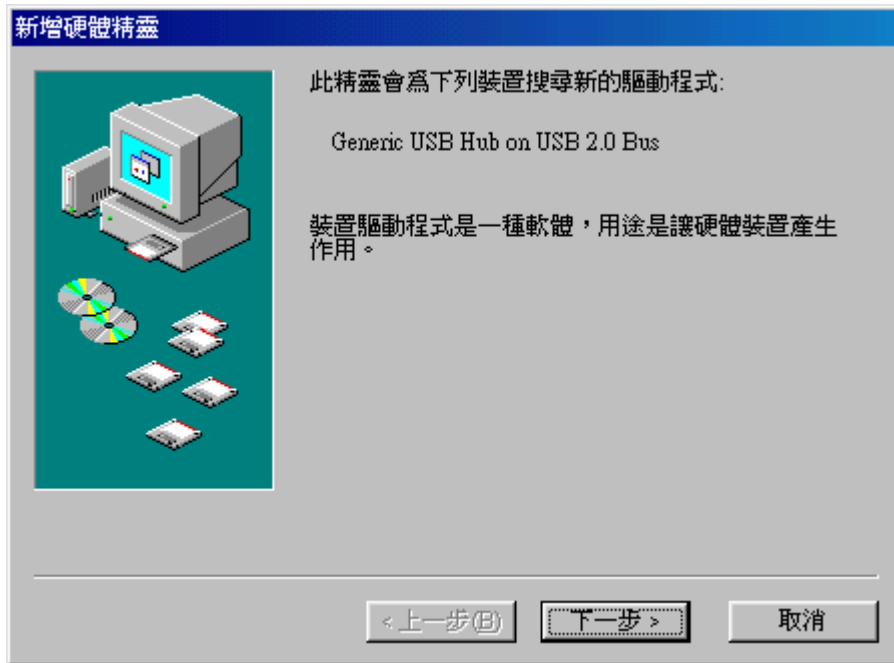 新增硬體精靈
此精靈會為下列裝置搜尋新的驅動程式:
Generic USB Hub on USB 2.0 Bus
裝置驅動程式是一種軟體，用途是讓硬體裝置產生
作用。
<上一步(B)
下一步 >
取消